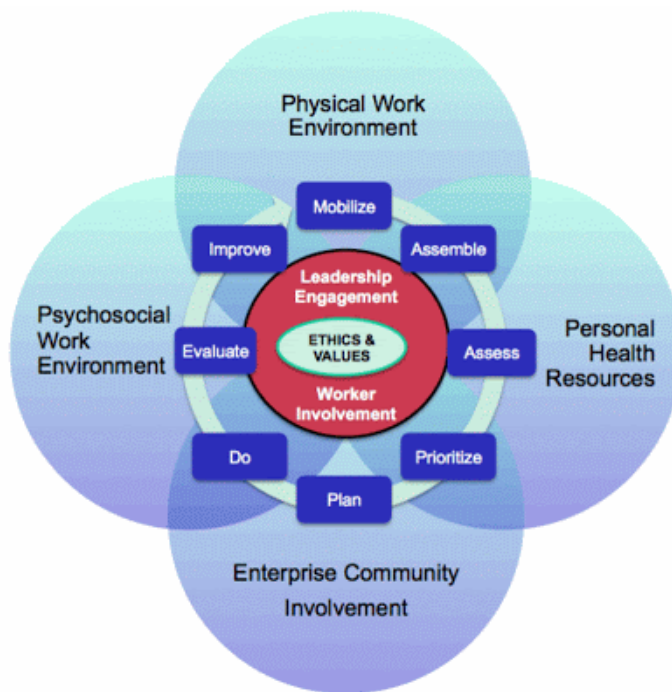 Physical Work
Environment
Mobilize
Improve
Assemble
Leadership
Engagement
Psychosocial
Work
Environment
Evaluate
ETHICS &
VALUES
Assess
Personal
Health
Resources
Worker
Involvement
Do
Prioritize
Plan
Enterprise Community
Involvement